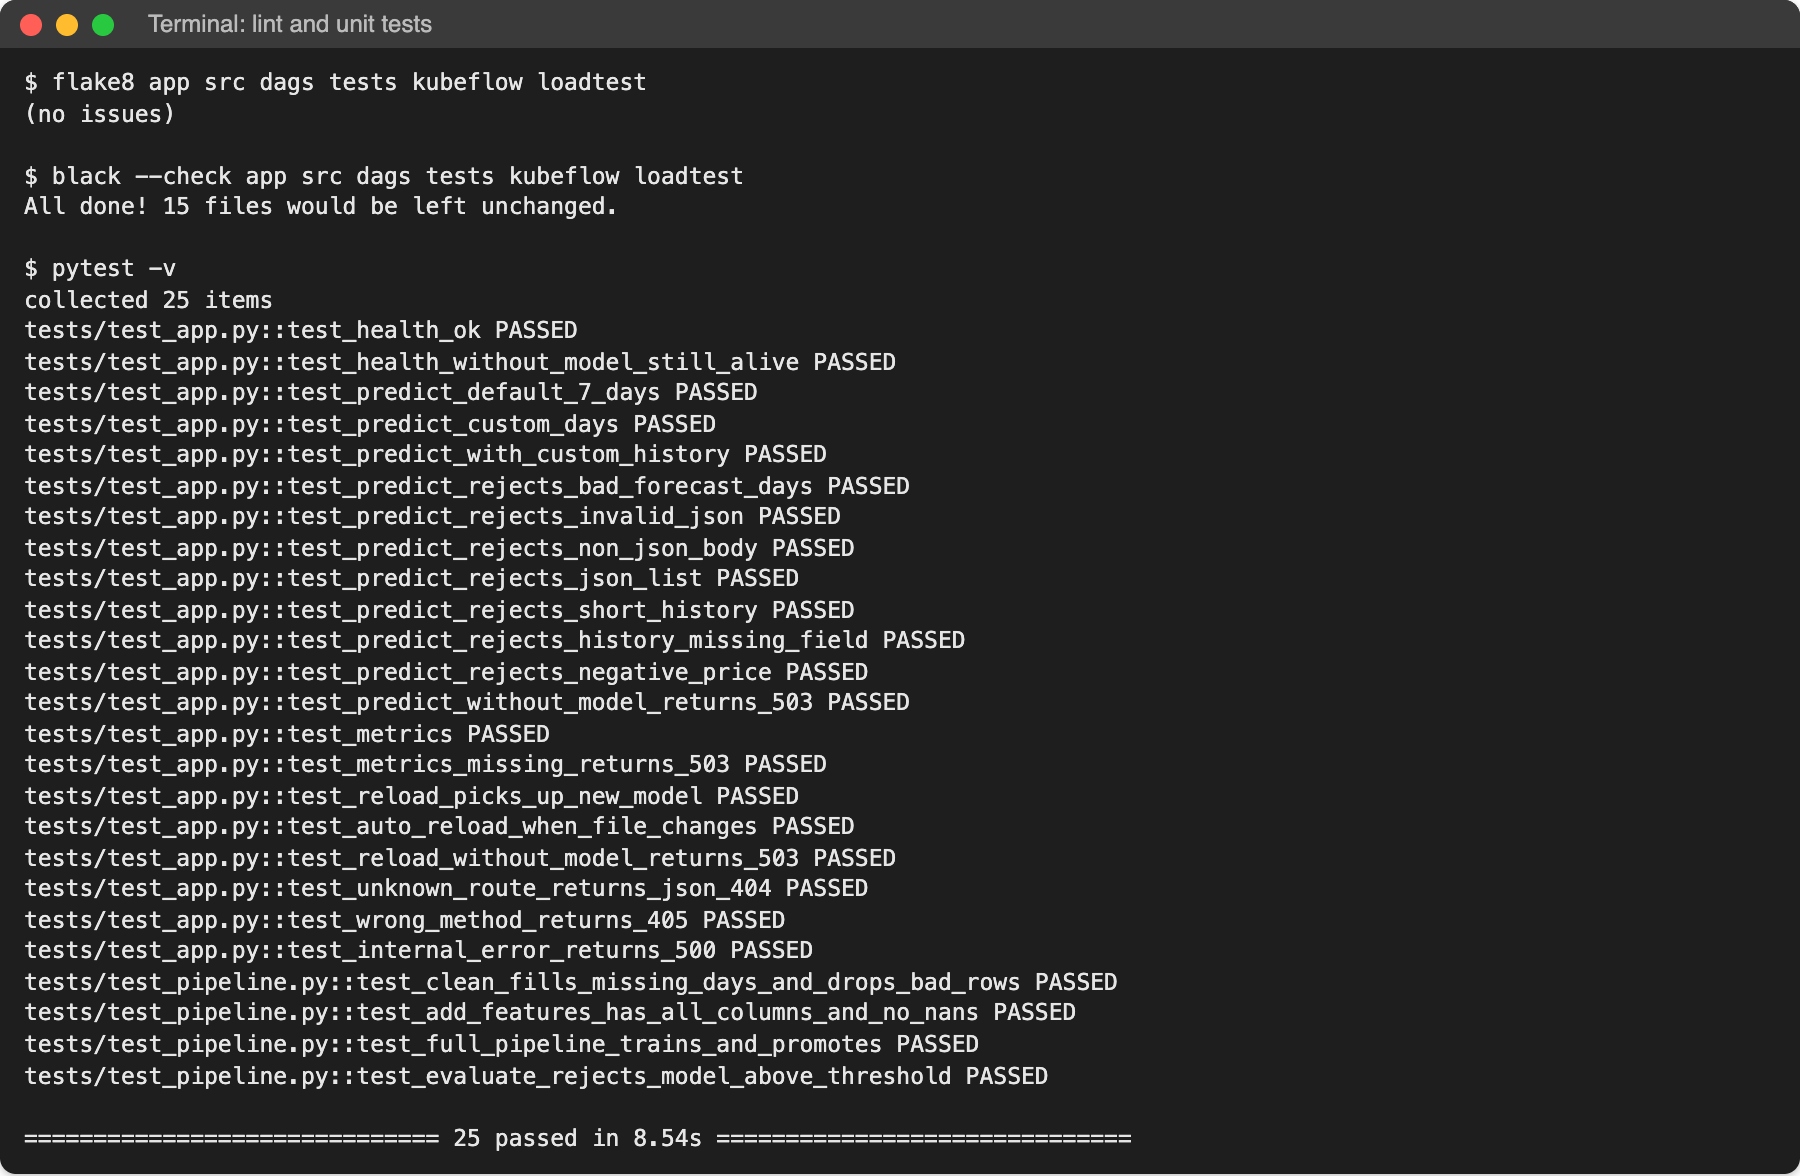 Terminal: lint and unit tests
$ flake8 app src dags tests kubeflow loadtest
(no issues)
$ black --check app src dags tests kubeflow loadtest
All done! 15 files would be left unchanged.
$ pytest -v
collected 25 items
tests/test_app.py::test_health_ok PASSED
tests/test_app.py::test_health_without_model_still_alive PASSED
tests/test_app.py::test_predict_default_7_days PASSED
tests/test_app.py::test_predict_custom_days PASSED
tests/test_app.py::test_predict_with_custom_history PASSED
tests/test_app.py::test_predict_rejects_bad_forecast_days PASSED
tests/test_app.py::test_predict_rejects_invalid_json PASSED
tests/test_app.py::test_predict_rejects_non_json_body PASSED
tests/test_app.py::test_predict_rejects_json_list PASSED
tests/test_app.py::test_predict_rejects_short_history PASSED
tests/test_app.py::test_predict_rejects_history_missing_field PASSED
tests/test_app.py::test_predict_rejects_negative_price PASSED
tests/test_app.py::test_predict_without_model_returns_503 PASSED
tests/test_app.py::test_metrics PASSED
tests/test_app.py::test_metrics_missing_returns_503 PASSED
tests/test_app.py::test_reload_picks_up_new_model PASSED
tests/test_app.py::test_auto_reload_when_file_changes PASSED
tests/test_app.py::test_reload_without_model_returns_503 PASSED
tests/test_app.py::test_unknown_route_returns_json_404 PASSED
tests/test_app.py::test_wrong_method_returns_405 PASSED
tests/test_app.py::test_internal_error_returns_500 PASSED
tests/test_pipeline.py::test_clean_fills_missing_days_and_drops_bad_rows PASSED
tests/test_pipeline.py::test_add_features_has_all_columns_and_no_nans PASSED
tests/test_pipeline.py::test_full_pipeline_trains_and_promotes PASSED
tests/test_pipeline.py::test_evaluate_rejects_model_above_threshold PASSED
============================== 25 passed in 8.54s ==============================